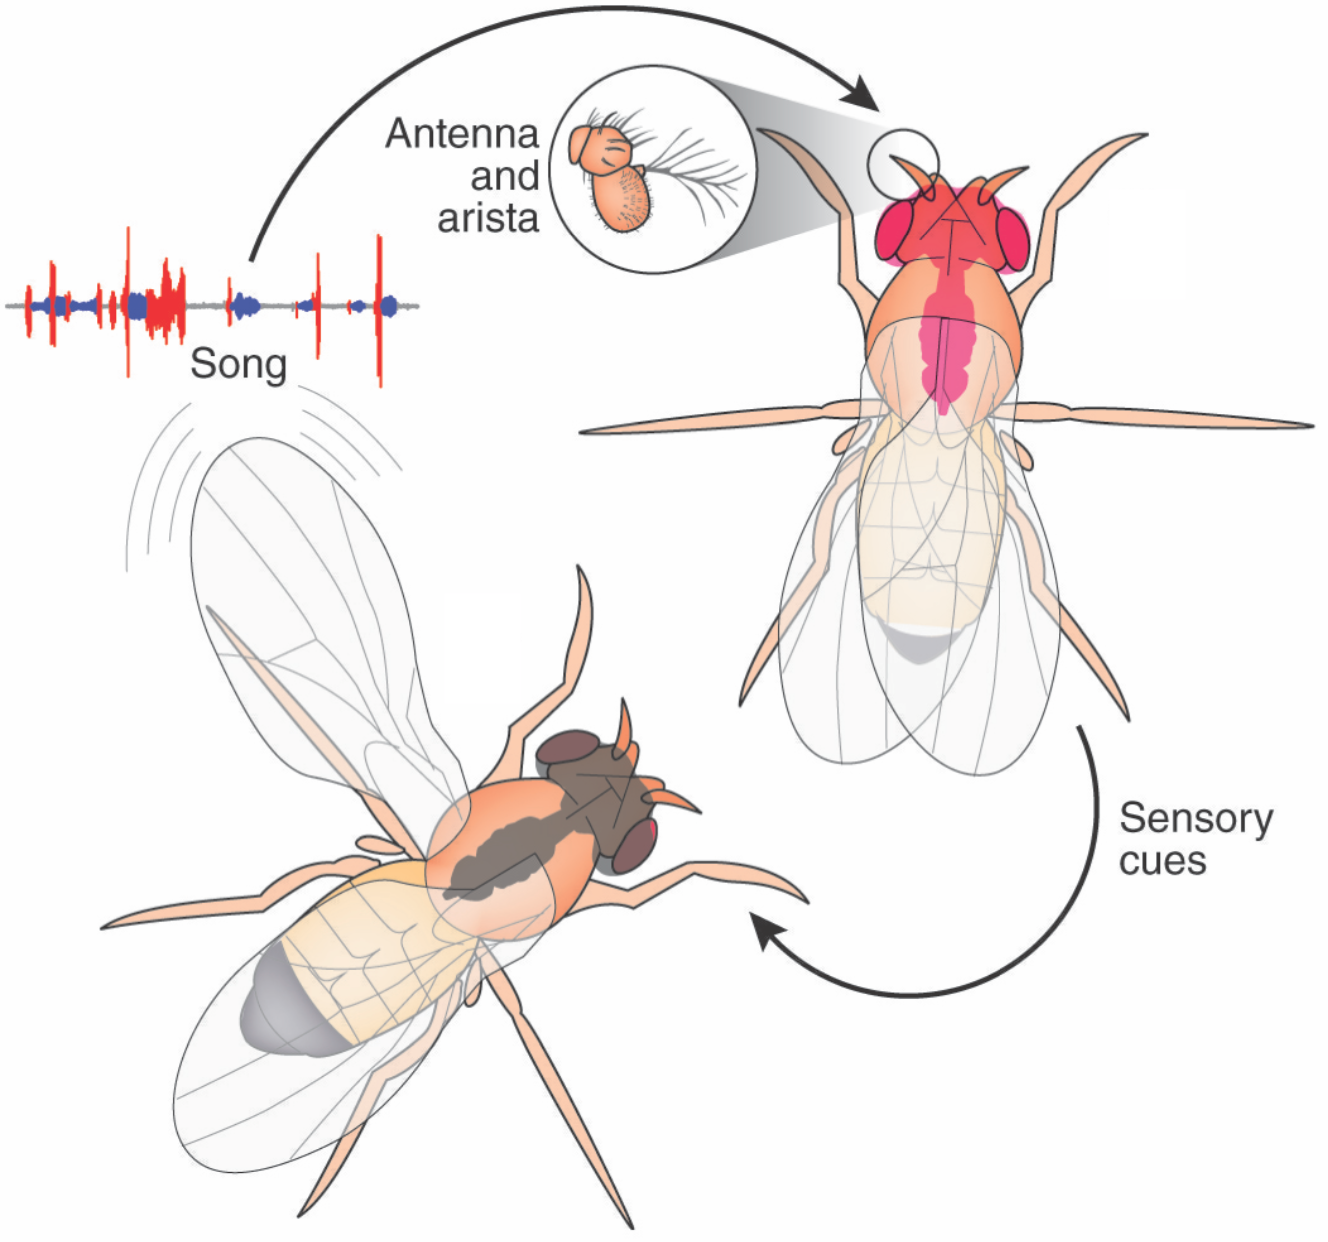 Antenna
and
arista
Song
Sensory
cues